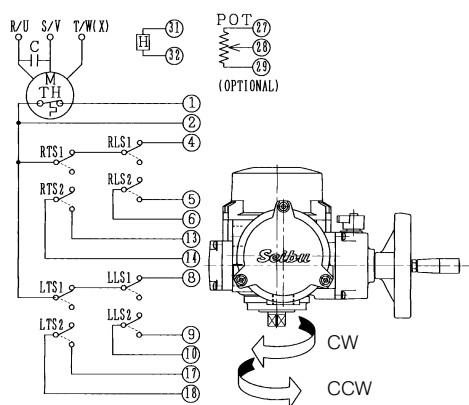 R/U S/V T/W(X)
C
M
TH
H
31
32
POT
27
28
29
(OPTIONAL)
1
2
RTS1 RLS1 4
RTS2 RLS2
5
6
13
14
LTS1 LLS1 8
LTS2 LLS2
9
10
17
18
Seibu
CW
CCW